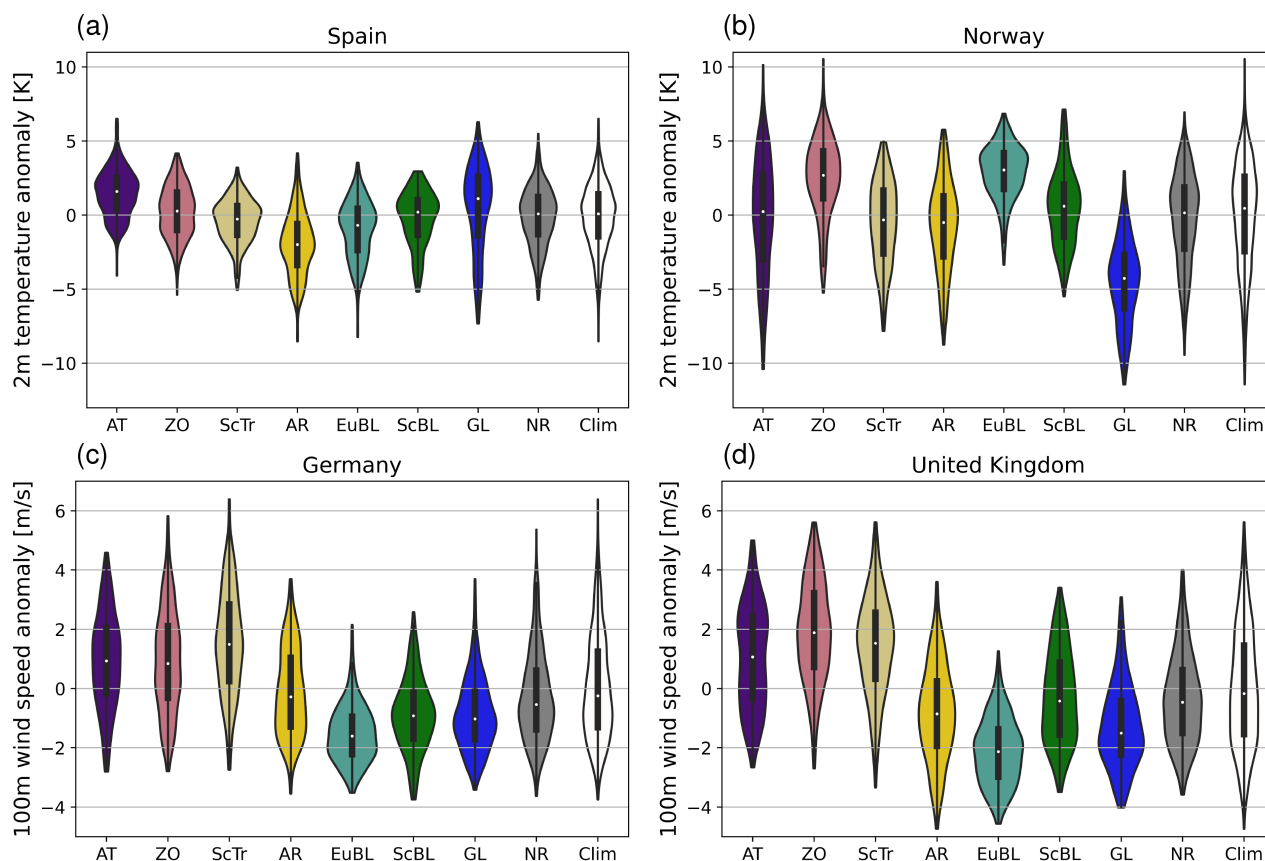 (a)
Spain
2m temperature anomaly [K]
10
5
0
−5
−10
AT ZO ScTr AR EuBL ScBL GL NR Clim
(b)
Norway
2m temperature anomaly [K]
10
5
0
−5
−10
AT ZO ScTr AR EuBL ScBL GL NR Clim
(c)
Germany
100m wind speed anomaly [m/s]
6
4
2
0
−2
−4
AT ZO ScTr AR EuBL ScBL GL NR Clim
(d)
United Kingdom
100m wind speed anomaly [m/s]
6
4
2
0
−2
−4
AT ZO ScTr AR EuBL ScBL GL NR Clim